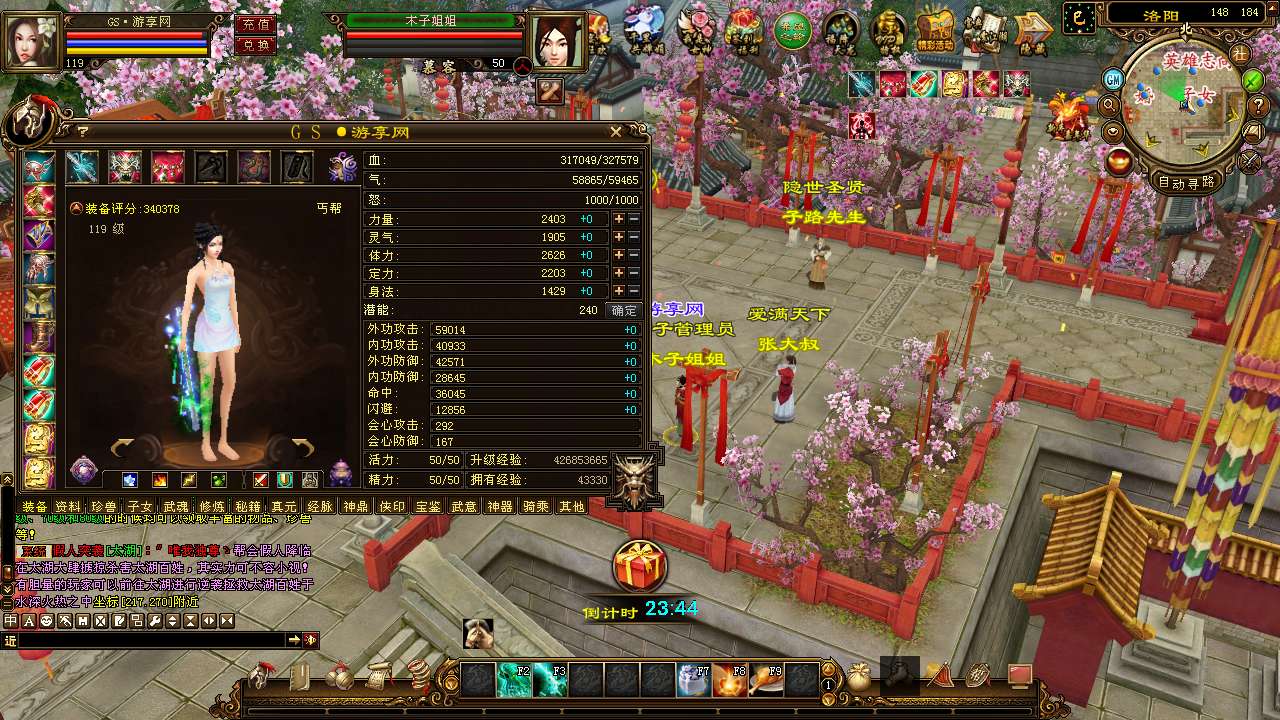 GS·游享网
充值
兑换
119
木子姐姐
慕容
50
洛阳
148 184
北
社
GM
自动寻路
GS ●游享网
装备评分:340378
丐帮
119 级
血: 317049/327579
气: 58865/59465
怒: 1000/1000
力量: 2403 +0
灵气: 1905 +0
体力: 2626 +0
定力: 2203 +0
身法: 1429 +0
潜能: 240 确定
外功攻击: 59014 +0
内功攻击: 40933 +0
外功防御: 42571 +0
内功防御: 28645 +0
命中: 36045 +0
闪避: 12856 +0
会心攻击: 292
会心防御: 167
活力: 50/50 升级经验: 426853665
精力: 50/50 拥有经验: 43330
装备 资料 珍兽 子女 武魂 修炼 秘籍 真元 经脉 神鼎 侠印 宝鉴 武意 神器 骑乘 其他
隐世圣贤
子路先生
游享网
子管理员
木子姐姐
爱满天下
张大叔
等!
假人突袭[太湖]:"唯我独尊"帮会假人降临
在太湖大肆掳掠杀害太湖百姓，其实力可不容小视!
有胆量的玩家可以前往太湖进行逆袭拯救太湖百姓于
水深火热之中坐标[217,270]附近
近
倒计时 23:44
F2 F3 F7 F8 F9
1